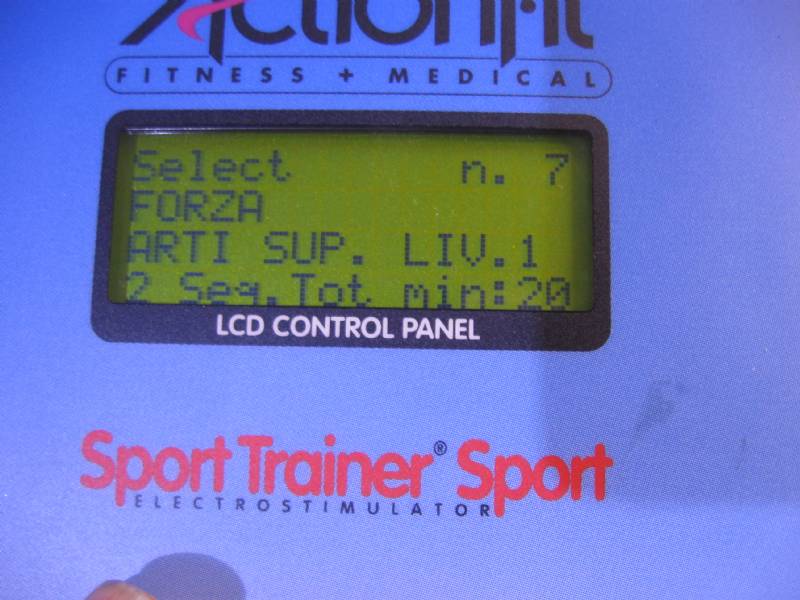 ActionFit
FITNESS + MEDICAL
Select n. 7
FORZA
ARTI SUP. LIV.1
2 Seq.Tot min:20
LCD CONTROL PANEL
Sport Trainer® Sport
ELECTROSTIMULATOR